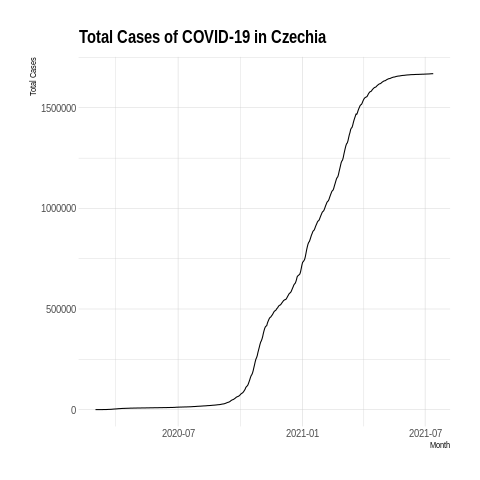 Total Cases of COVID-19 in Czechia
Total Cases
1500000
1000000
500000
0
2020-07
2021-01
2021-07
Month